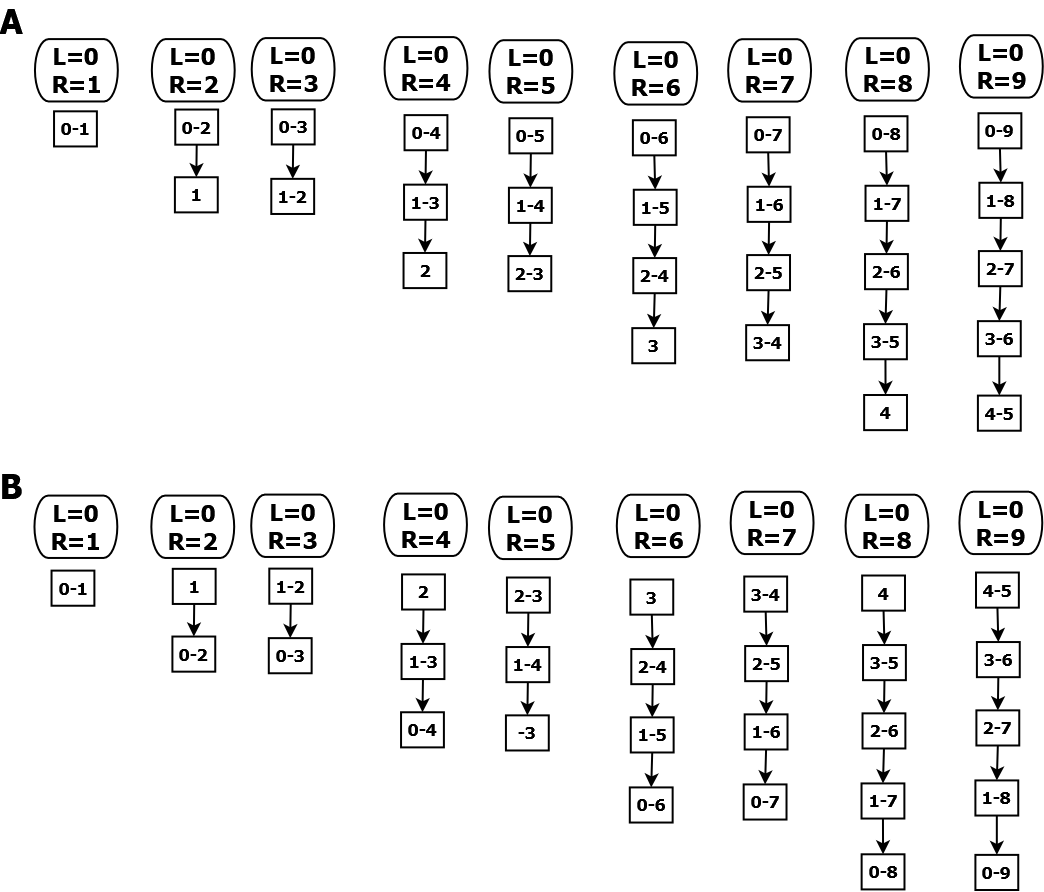 A
L=0
R=1
0-1
L=0
R=2
0-2
1
L=0
R=3
0-3
1-2
L=0
R=4
0-4
1-3
2
L=0
R=5
0-5
1-4
2-3
L=0
R=6
0-6
1-5
2-4
3
L=0
R=7
0-7
1-6
2-5
3-4
L=0
R=8
0-8
1-7
2-6
3-5
4
L=0
R=9
0-9
1-8
2-7
3-6
4-5
B
L=0
R=1
0-1
L=0
R=2
1
0-2
L=0
R=3
1-2
0-3
L=0
R=4
2
1-3
0-4
L=0
R=5
2-3
1-4
-3
L=0
R=6
3
2-4
1-5
0-6
L=0
R=7
3-4
2-5
1-6
0-7
L=0
R=8
4
3-5
2-6
1-7
0-8
L=0
R=9
4-5
3-6
2-7
1-8
0-9